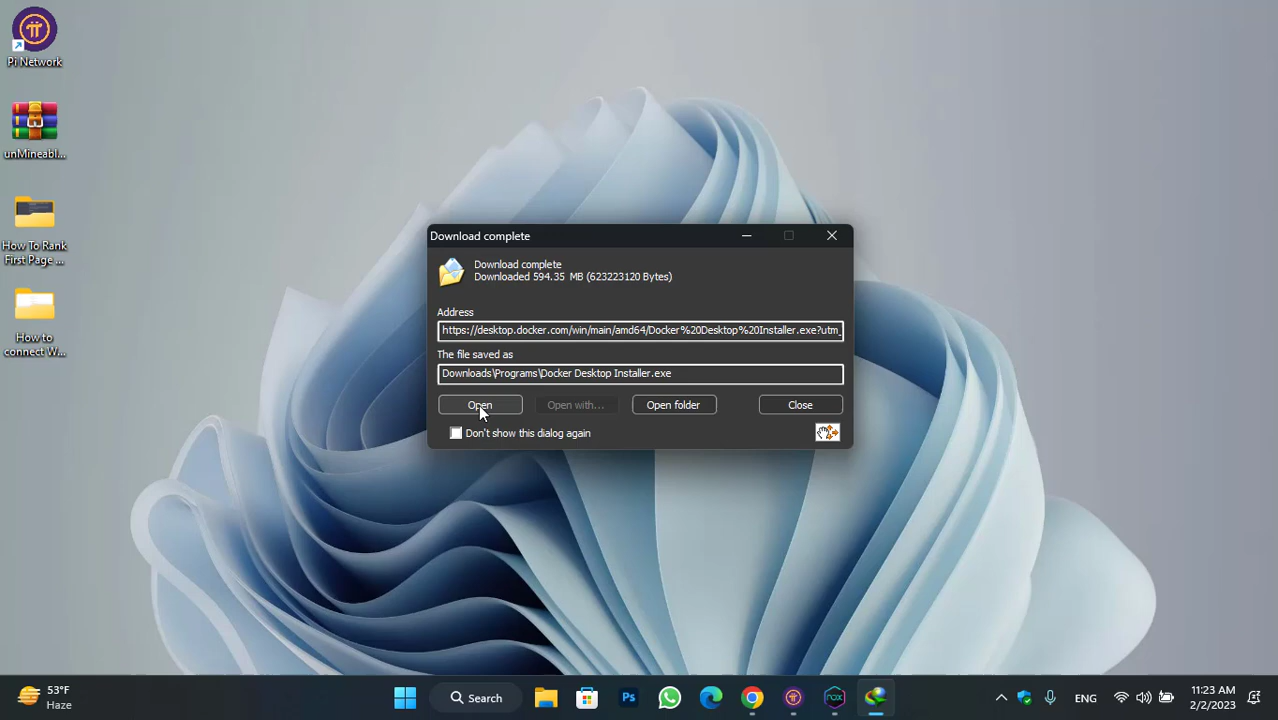 Pi Network
unMineabl...
How To Rank
First Page ...
How to
connect W...
Download complete
Download complete
Downloaded 594.35 MB (623223120 Bytes)
Address
https://desktop.docker.com/win/main/amd64/Docker%20Desktop%20Installer.exe?utm_
The file saved as
Downloads\Programs\Docker Desktop Installer.exe
Open
Open with...
Open folder
Close
Don't show this dialog again
53°F
Haze
Search
Ps
nox
ENG
11:23 AM
2/2/2023